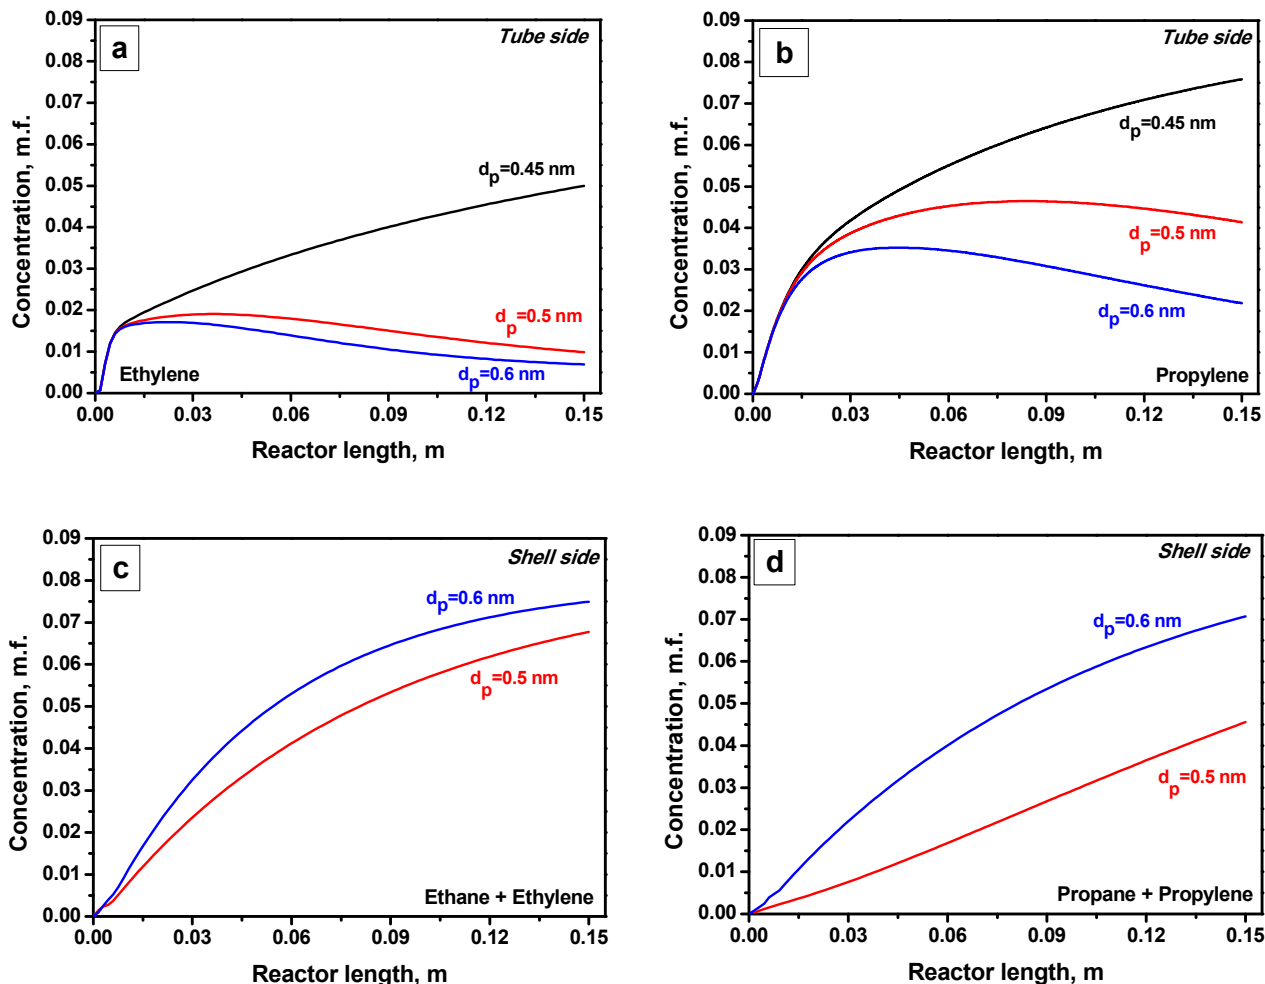 a
Tube side
0.09
0.08
0.07
0.06
0.05
0.04
0.03
0.02
0.01
0.00
Concentration, m.f.
dp=0.45 nm
dp=0.5 nm
dp=0.6 nm
Ethylene
0.00 0.03 0.06 0.09 0.12 0.15
Reactor length, m
b
Tube side
0.09
0.08
0.07
0.06
0.05
0.04
0.03
0.02
0.01
0.00
Concentration, m.f.
dp=0.45 nm
dp=0.5 nm
dp=0.6 nm
Propylene
0.00 0.03 0.06 0.09 0.12 0.15
Reactor length, m
c
Shell side
0.09
0.08
0.07
0.06
0.05
0.04
0.03
0.02
0.01
0.00
Concentration, m.f.
dp=0.6 nm
dp=0.5 nm
Ethane + Ethylene
0.00 0.03 0.06 0.09 0.12 0.15
Reactor length, m
d
Shell side
0.09
0.08
0.07
0.06
0.05
0.04
0.03
0.02
0.01
0.00
Concentration, m.f.
dp=0.6 nm
dp=0.5 nm
Propane + Propylene
0.00 0.03 0.06 0.09 0.12 0.15
Reactor length, m